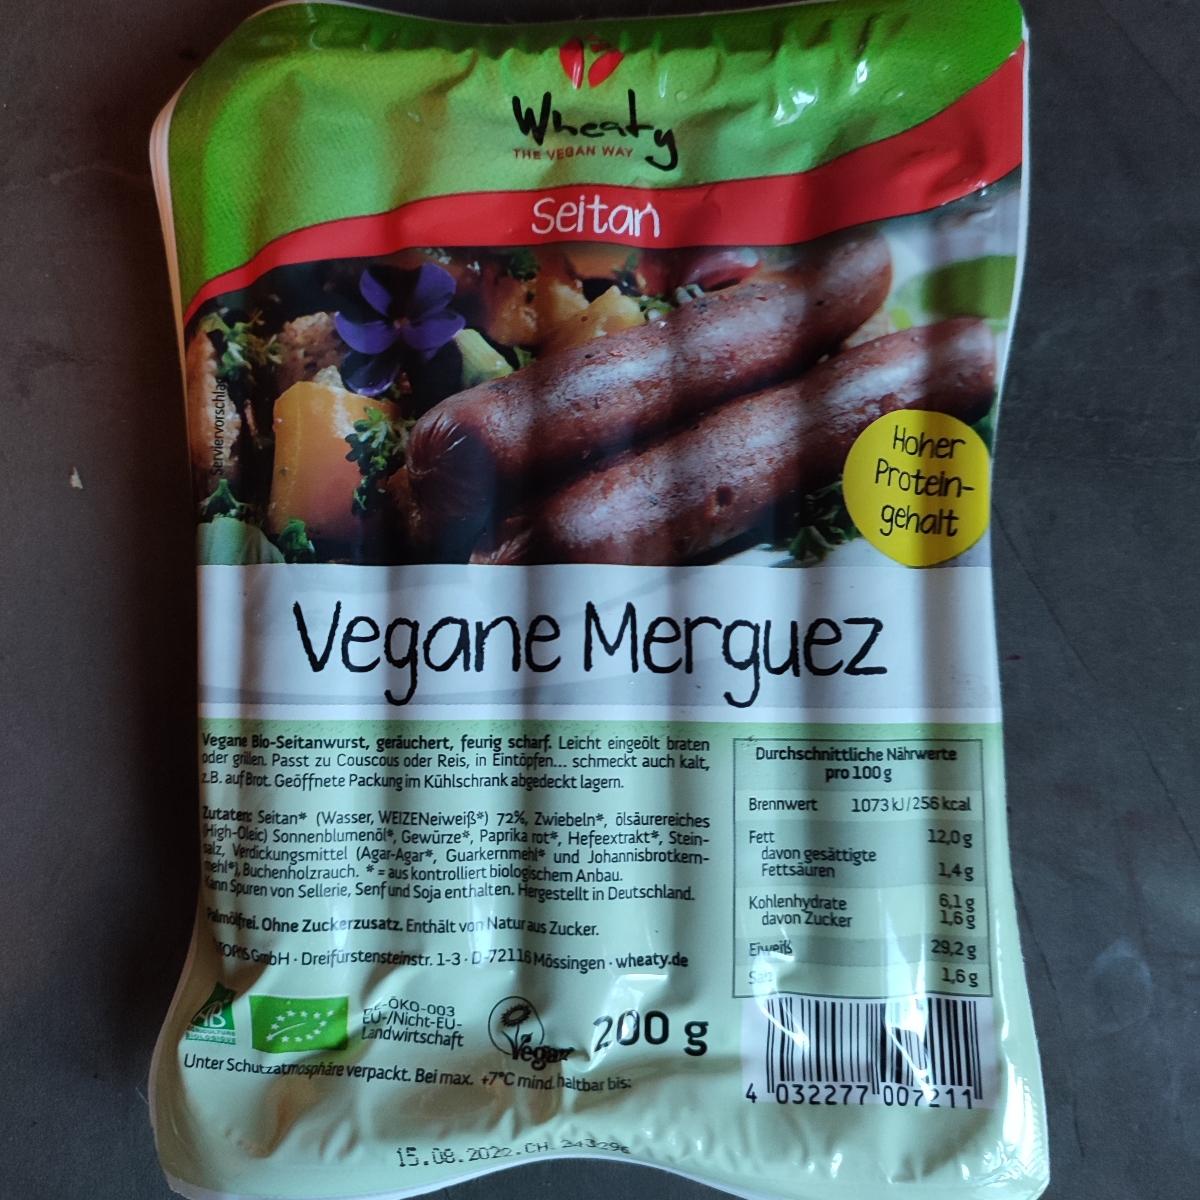 Wheaty
THE VEGAN WAY
Seitan
Serviervorschlag
Hoher
Protein-
gehalt
Vegane Merguez
Vegane Bio-Seitanwurst, geräuchert, feurig scharf. Leicht eingeölt braten
oder grillen. Passt zu Couscous oder Reis, in Eintöpfen... schmeckt auch kalt,
z.B. auf Brot. Geöffnete Packung im Kühlschrank abgedeckt lagern.
Zutaten: Seitan* (Wasser, WEIZENeiweiß*) 72%, Zwiebeln*, ölsäurereiches
(High-Oleic) Sonnenblumenöl*, Gewürze*, Paprika rot*, Hefeextrakt*, Stein-
salz, Verdickungsmittel (Agar-Agar*, Guarkernmehl* und Johannisbrotkern-
mehl*), Buchenholzrauch. * = aus kontrolliert biologischem Anbau.
Kann Spuren von Sellerie, Senf und Soja enthalten. Hergestellt in Deutschland.
Palmölfrei. Ohne Zuckerzusatz. Enthält von Natur aus Zucker.
TOPAS GmbH · Dreifürstensteinstr. 1-3 · D-72116 Mössingen · wheaty.de
Durchschnittliche Nährwerte
pro 100 g
Brennwert 1073 kJ/256 kcal
Fett 12,0 g
davon gesättigte
Fettsäuren 1,4 g
Kohlenhydrate 6,1 g
davon Zucker 1,6 g
Eiweiß 29,2 g
Salz 1,6 g
AB
AGRICULTURE
BIOLOGIQUE
DE-ÖKO-003
EU-/Nicht-EU-
Landwirtschaft
Vegan
200 g
Unter Schutzatmosphäre verpackt. Bei max. +7°C mind. haltbar bis:
4 032277 007211
15.08.2022